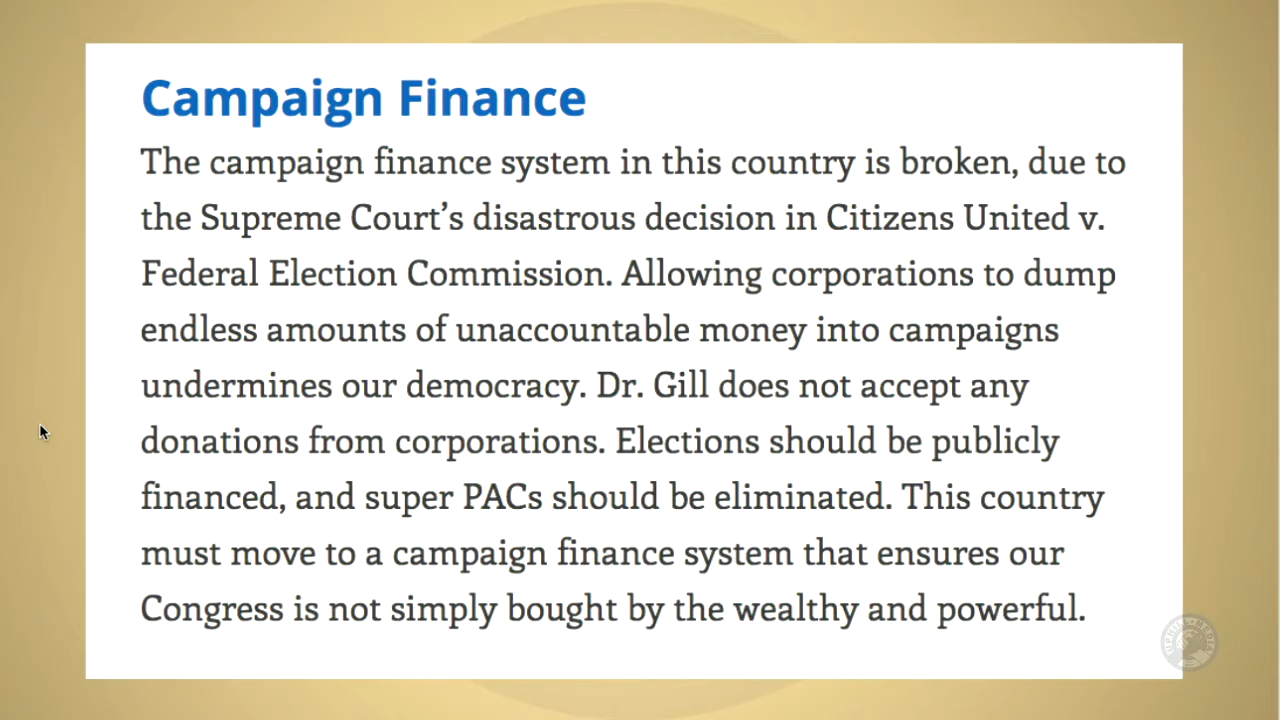 Campaign Finance
The campaign finance system in this country is broken, due to
the Supreme Court’s disastrous decision in Citizens United v.
Federal Election Commission. Allowing corporations to dump
endless amounts of unaccountable money into campaigns
undermines our democracy. Dr. Gill does not accept any
donations from corporations. Elections should be publicly
financed, and super PACs should be eliminated. This country
must move to a campaign finance system that ensures our
Congress is not simply bought by the wealthy and powerful.